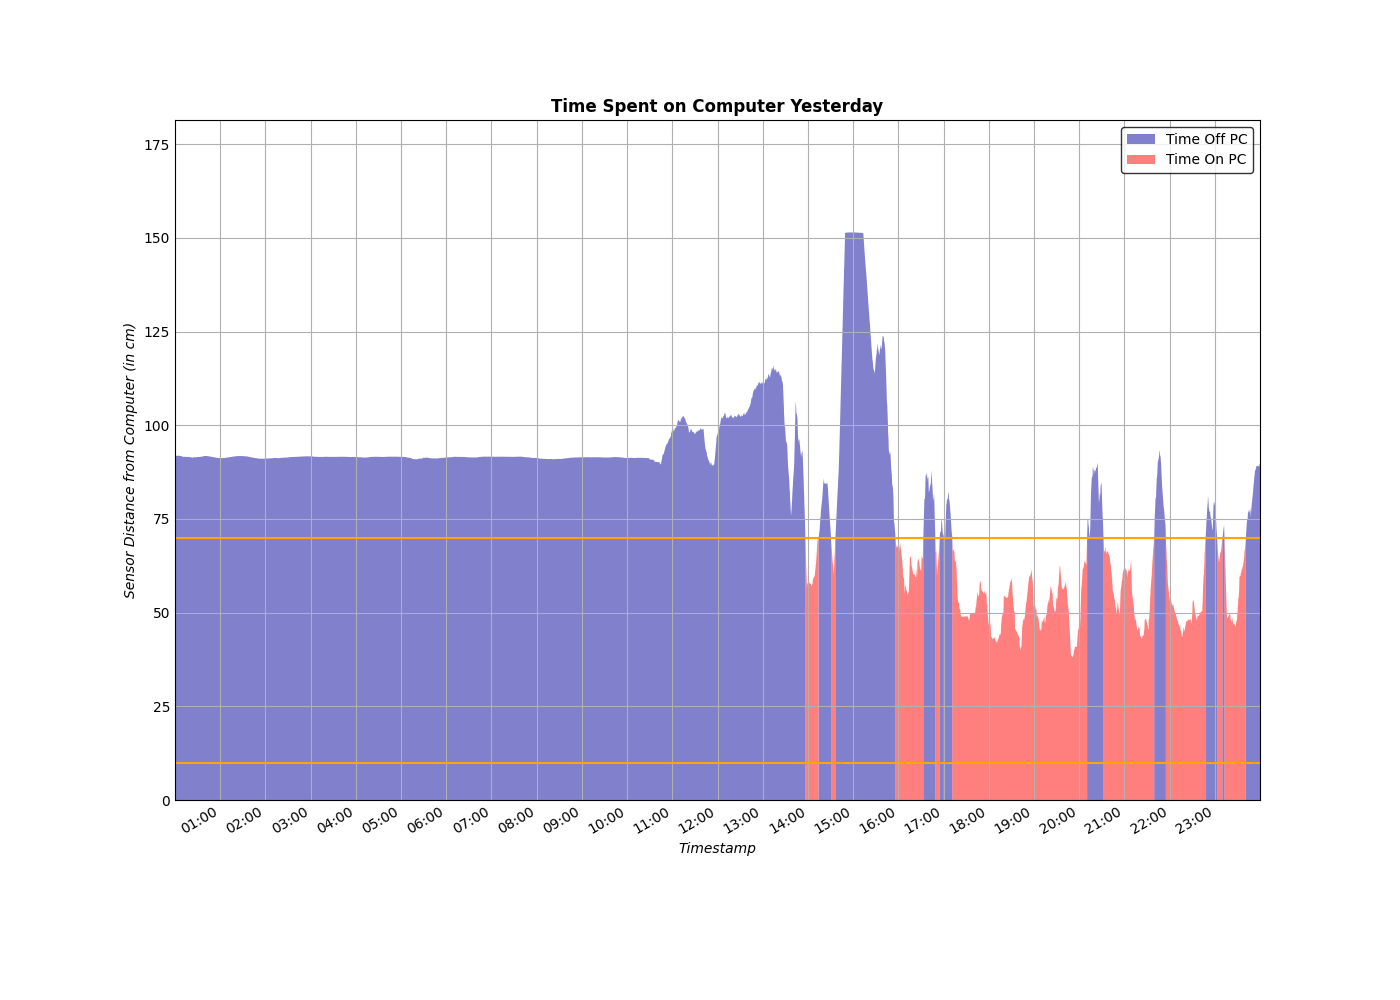 Time Spent on Computer Yesterday
Time Off PC
Time On PC
175
150
125
100
75
50
25
0
Sensor Distance from Computer (in cm)
01:00 02:00 03:00 04:00 05:00 06:00 07:00 08:00 09:00 10:00 11:00 12:00 13:00 14:00 15:00 16:00 17:00 18:00 19:00 20:00 21:00 22:00 23:00
Timestamp